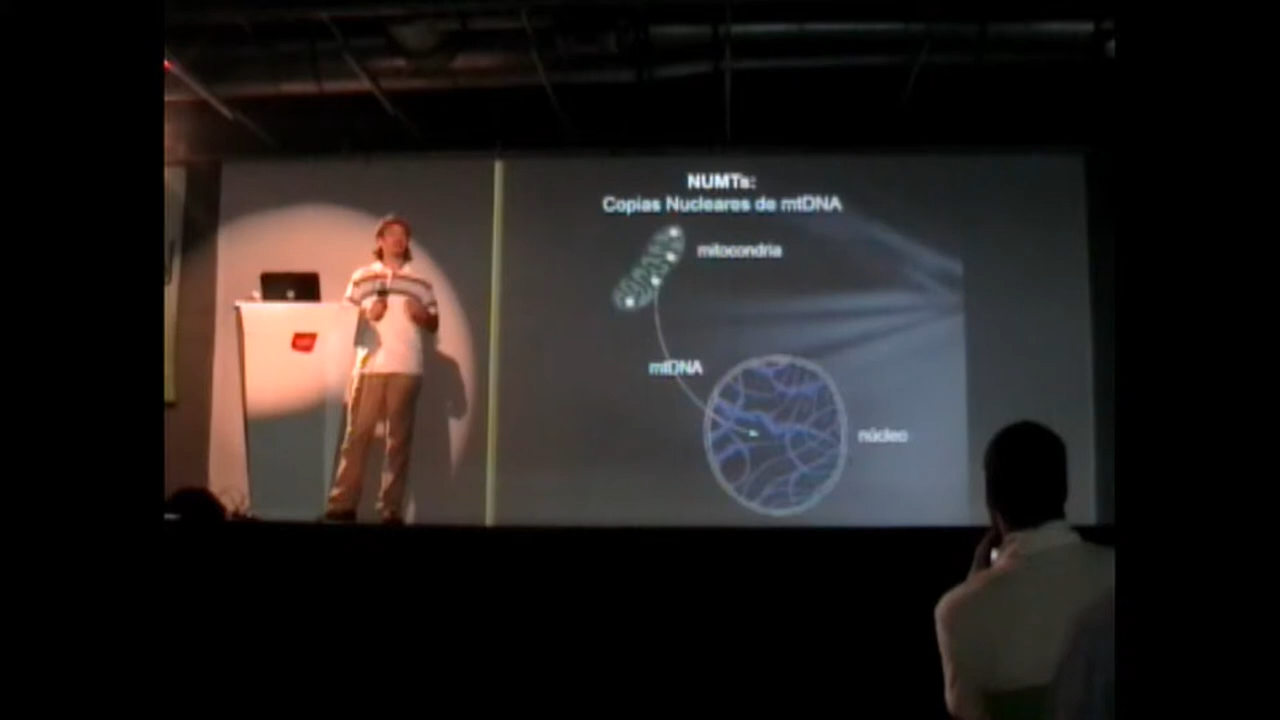 NUMTs:
Copias Nucleares de mtDNA
mitocondria
mtDNA
núcleo